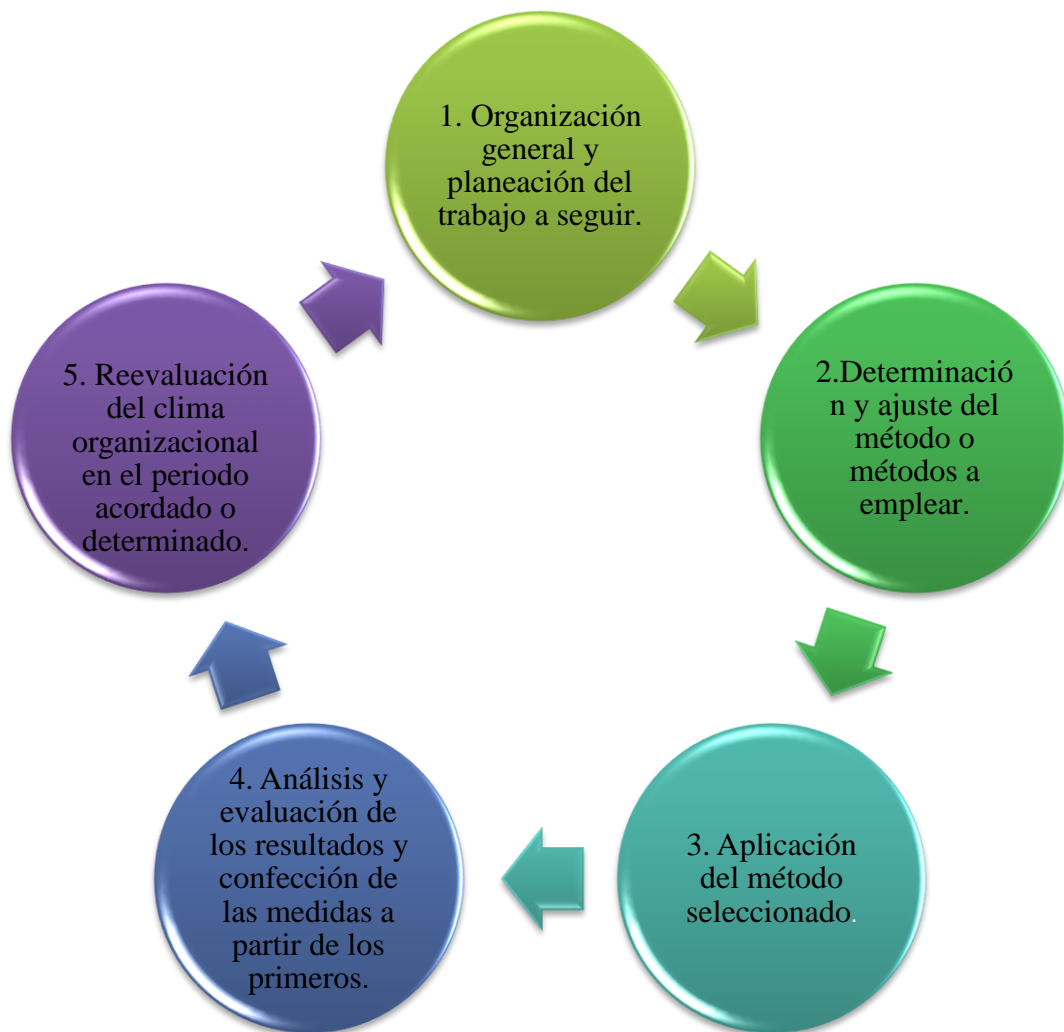 1. Organización
general y
planeación del
trabajo a seguir.
2.Determinació
n y ajuste del
método o
métodos a
emplear.
3. Aplicación
del método
seleccionado.
4. Análisis y
evaluación de
los resultados y
confección de
las medidas a
partir de los
primeros.
5. Reevaluación
del clima
organizacional
en el periodo
acordado o
determinado.